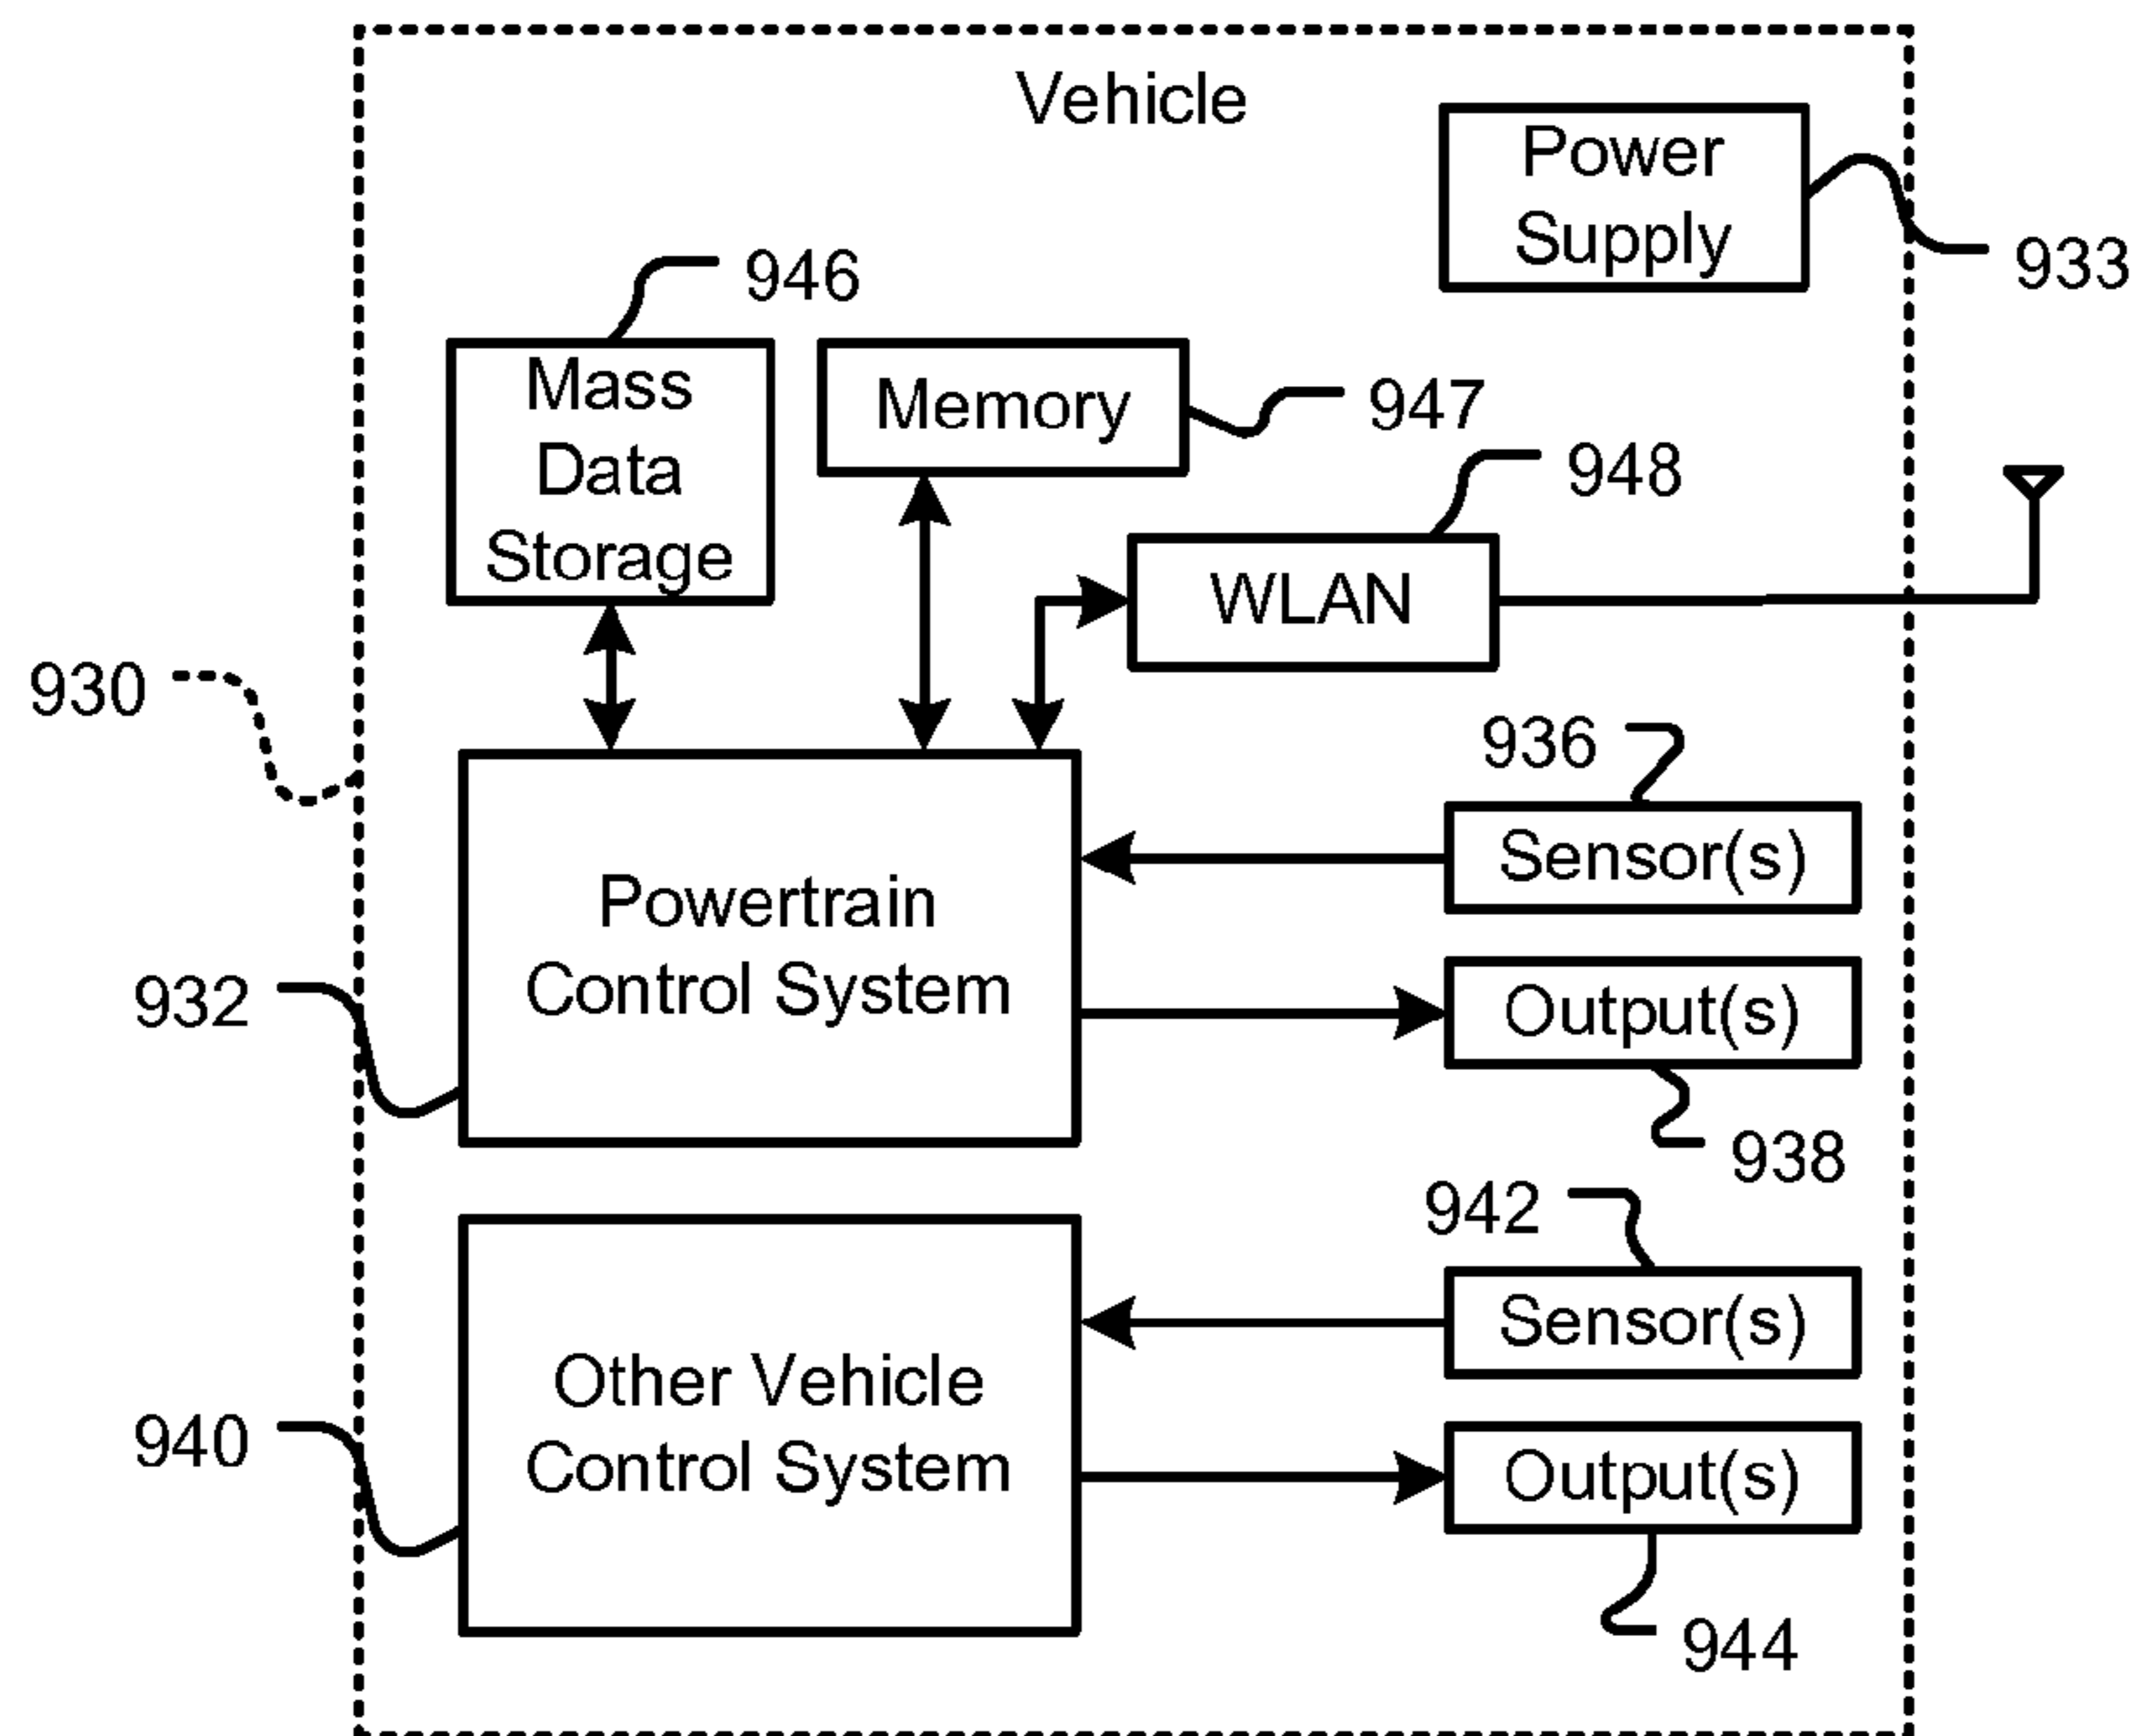 Vehicle
Power
Supply
933
946
Mass
Data
Storage
Memory
947
948
WLAN
930
936
Sensor(s)
Powertrain
Control System
932
Output(s)
938
942
Sensor(s)
Other Vehicle
Control System
940
Output(s)
944